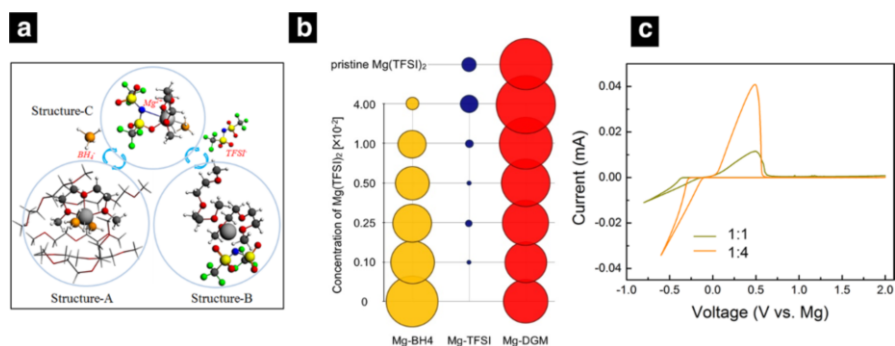 a
Structure-C
Mg
BH₄
TFSI
Structure-A
Structure-B
b
pristine Mg(TFSI)₂
4.00
1.00
0.50
0.25
0.10
0
Concentration of Mg(TFSI)₂ [×10⁻²]
Mg-BH4
Mg-TFSI
Mg-DGM
c
0.04
0.02
0.00
-0.02
-0.04
Current (mA)
1:1
1:4
-1.0
-0.5
0.0
0.5
1.0
1.5
2.0
Voltage (V vs. Mg)